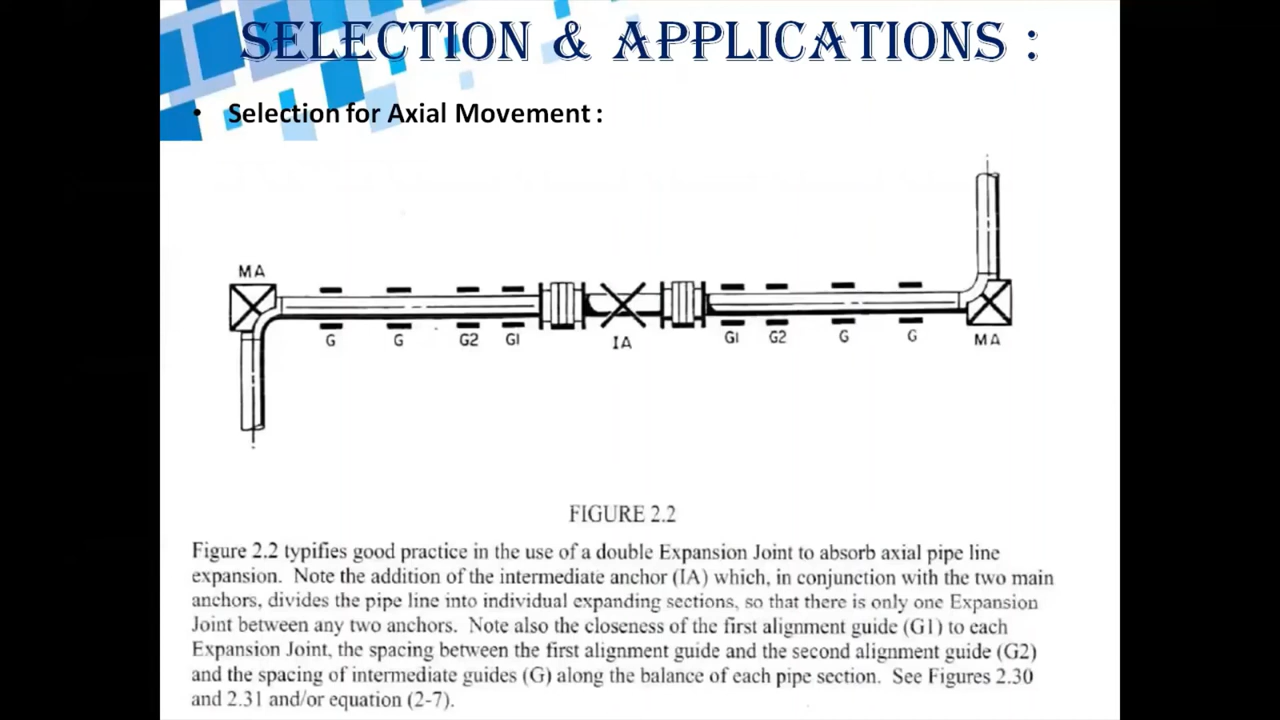 SELECTION & APPLICATIONS :
• Selection for Axial Movement :
MA
G G G2 G1 IA G1 G2 G G MA
FIGURE 2.2
Figure 2.2 typifies good practice in the use of a double Expansion Joint to absorb axial pipe line
expansion. Note the addition of the intermediate anchor (IA) which, in conjunction with the two main
anchors, divides the pipe line into individual expanding sections, so that there is only one Expansion
Joint between any two anchors. Note also the closeness of the first alignment guide (G1) to each
Expansion Joint, the spacing between the first alignment guide and the second alignment guide (G2)
and the spacing of intermediate guides (G) along the balance of each pipe section. See Figures 2.30
and 2.31 and/or equation (2-7).